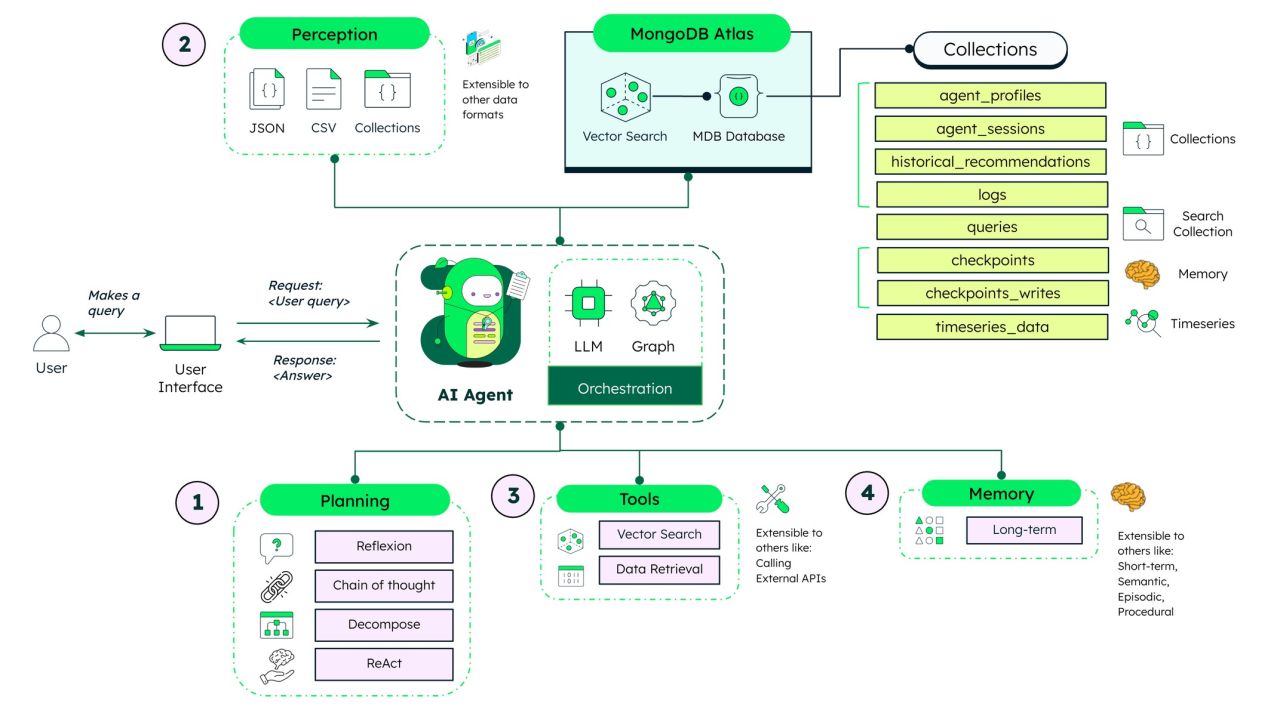 2
Perception
JSON
CSV
Collections
Extensible to
other data
formats
MongoDB Atlas
Vector Search
MDB Database
Collections
agent_profiles
agent_sessions
historical_recommendations
logs
queries
checkpoints
checkpoints_writes
timeseries_data
Collections
Search
Collection
Memory
Timeseries
Makes a
query
User
User
Interface
Request:
<User query>
Response:
<Answer>
AI Agent
LLM
Graph
Orchestration
1
Planning
?
Reflexion
Chain of thought
Decompose
ReAct
3
Tools
Vector Search
Data Retrieval
Extensible to
others like:
Calling
External APIs
4
Memory
Long-term
Extensible to
others like:
Short-term,
Semantic,
Episodic,
Procedural